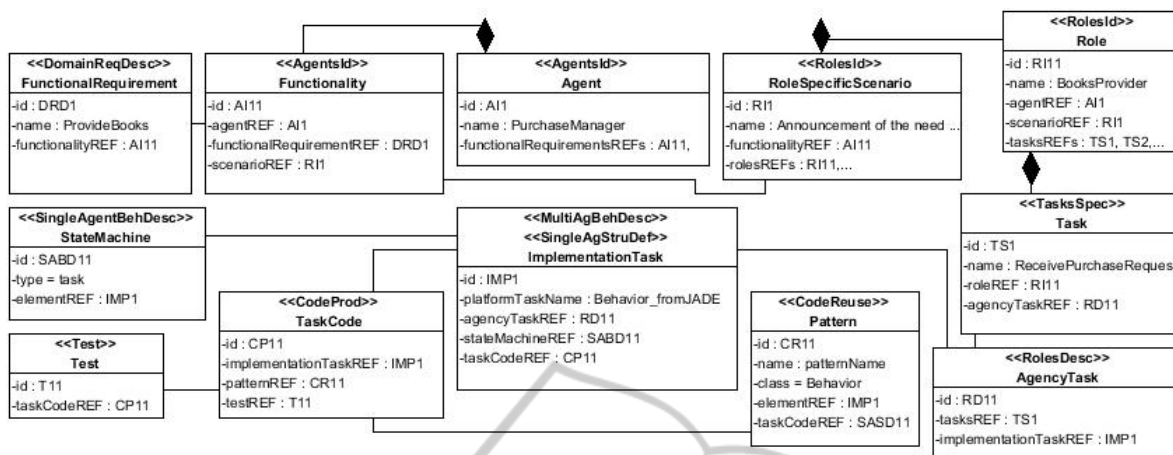 <<DomainReqDesc>>
FunctionalRequirement
-id : DRD1
-name : ProvideBooks
-functionalityREF : AI11
<<AgentsId>>
Functionality
-id : AI11
-agentREF : AI1
-functionalRequirementREF : DRD1
-scenarioREF : RI1
<<AgentsId>>
Agent
-id : AI1
-name : PurchaseManager
-functionalRequirementsREFs : AI11,
<<RolesId>>
RoleSpecificScenario
-id : RI1
-name : Announcement of the need ...
-functionalityREF : AI11
-rolesREFs : RI11,...
<<RolesId>>
Role
-id : RI11
-name : BooksProvider
-agentREF : AI1
-scenarioREF : RI1
-tasksREFs : TS1, TS2,...
<<SingleAgentBehDesc>>
StateMachine
-id : SABD11
-type = task
-elementREF : IMP1
<<MultiAgBehDesc>>
<<SingleAgStruDef>>
ImplementationTask
-id : IMP1
-platformTaskName : Behavior_fromJADE
-agencyTaskREF : RD11
-stateMachineREF : SABD11
-taskCodeREF : CP11
<<TasksSpec>>
Task
-id : TS1
-name : ReceivePurchaseReques
-roleREF : RI11
-agencyTaskREF : RD11
<<CodeProd>>
TaskCode
-id : CP11
-implementationTaskREF : IMP1
-patternREF : CR11
-testREF : T11
<<CodeReuse>>
Pattern
-id : CR11
-name : patternName
-class = Behavior
-elementREF : IMP1
-taskCodeREF : SASD11
<<Test>>
Test
-id : T11
-taskCodeREF : CP11
<<RolesDesc>>
AgencyTask
-id : RD11
-tasksREF : TS1
-implementationTaskREF : IMP1